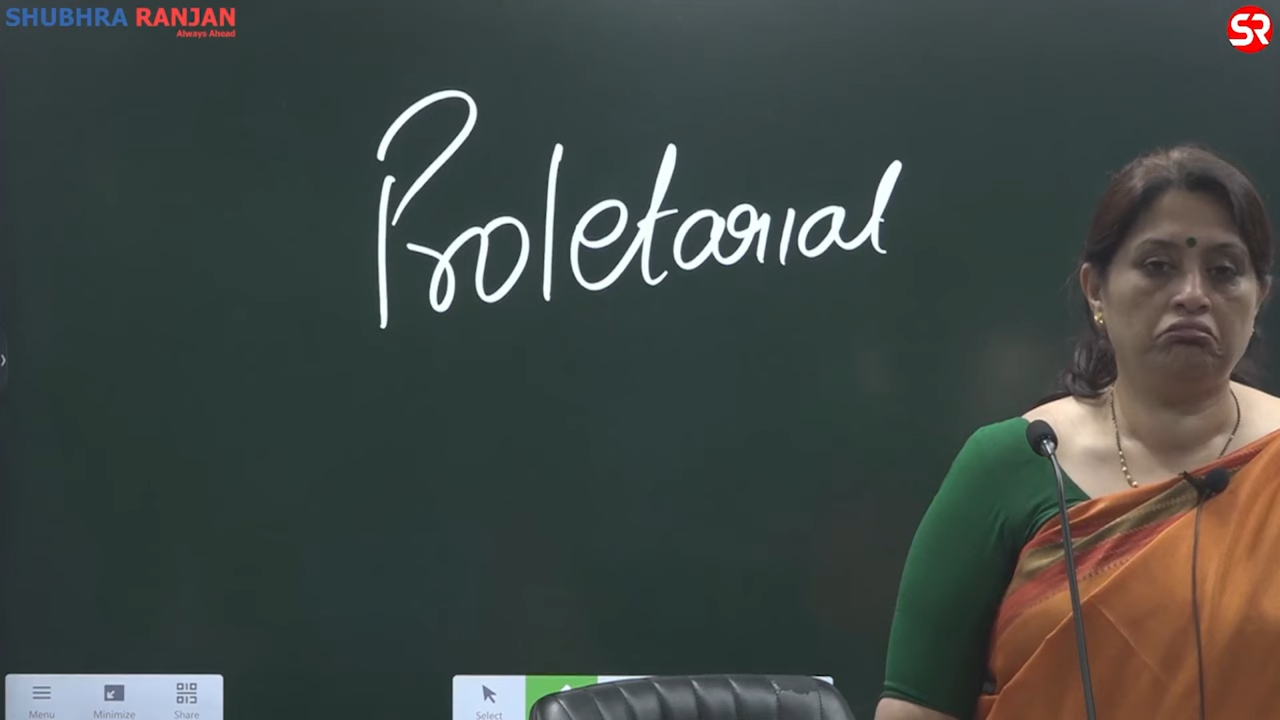 SHUBHRA RANJAN
Always Ahead
SR
Proletarial
Menu
Minimize
Share
Select